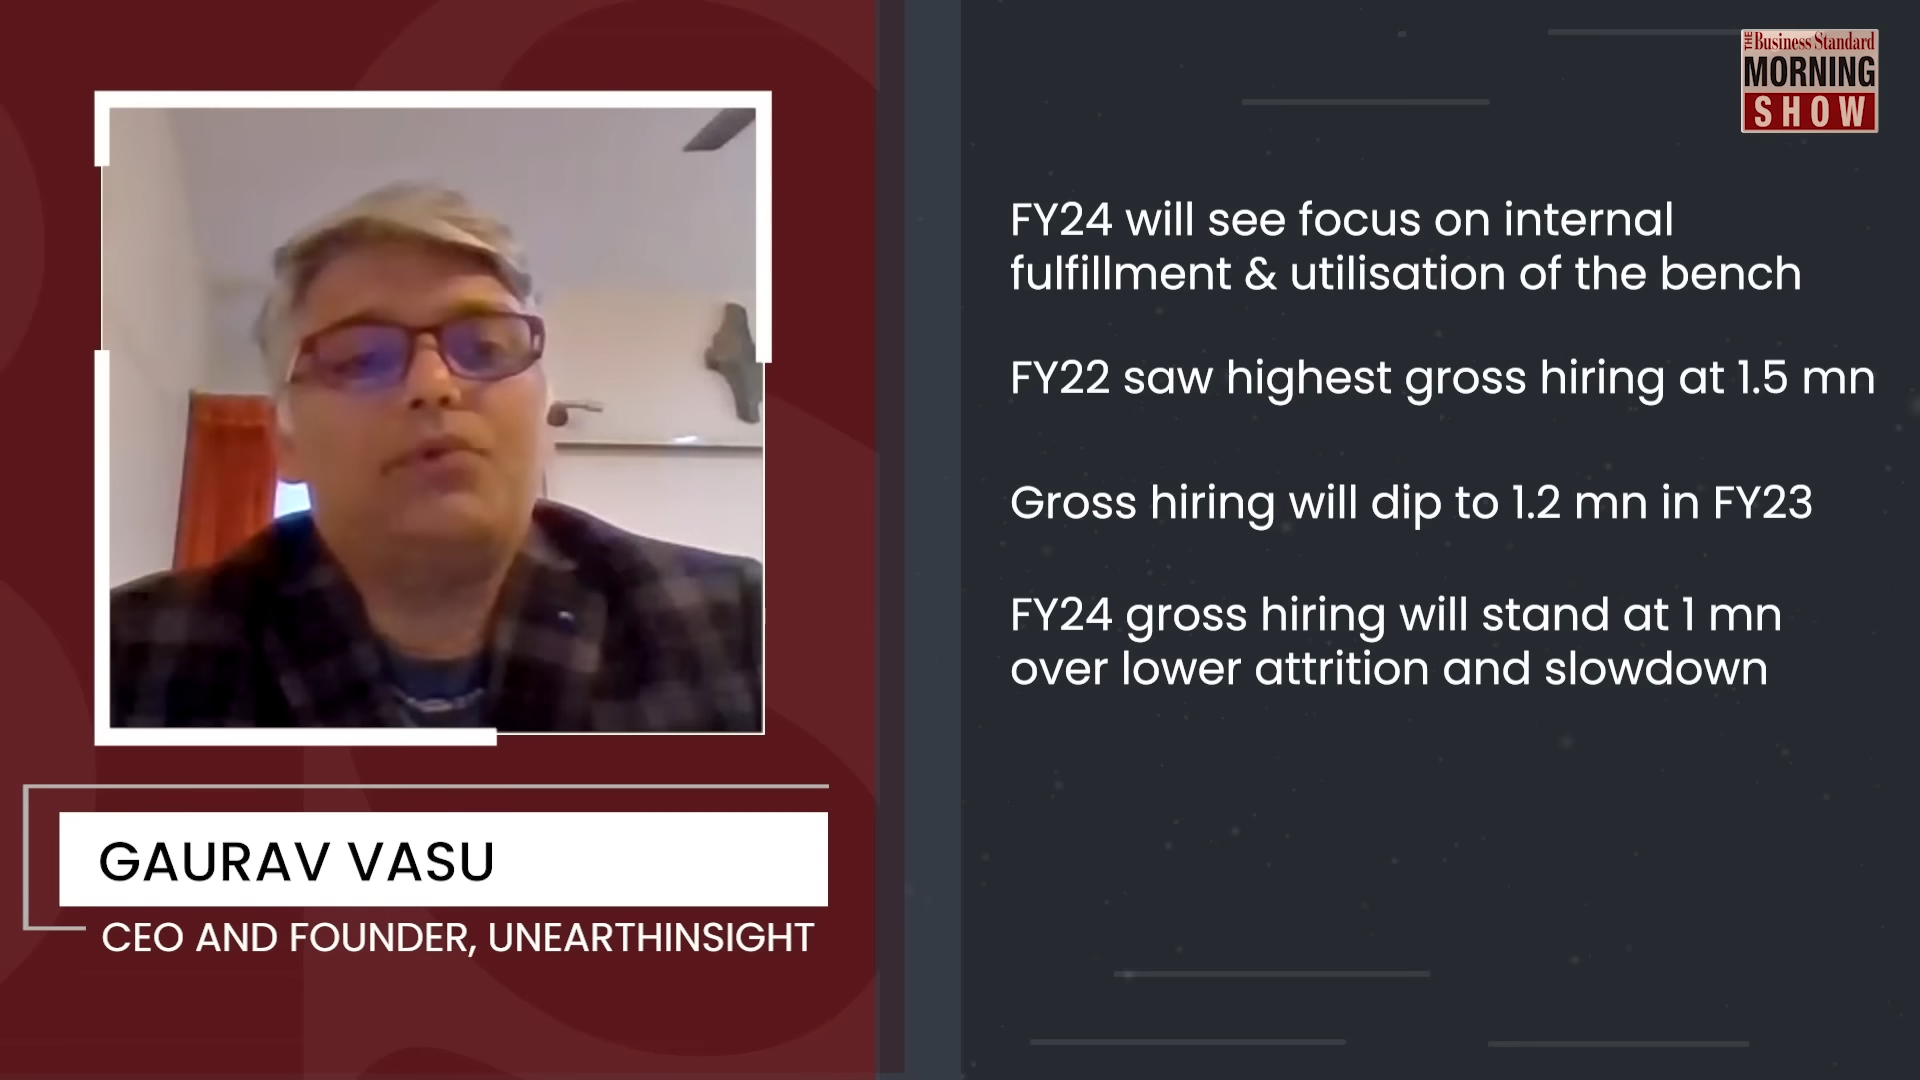 THE Business Standard
MORNING
SHOW
FY24 will see focus on internal
fulfillment & utilisation of the bench
FY22 saw highest gross hiring at 1.5 mn
Gross hiring will dip to 1.2 mn in FY23
FY24 gross hiring will stand at 1 mn
over lower attrition and slowdown
GAURAV VASU
CEO AND FOUNDER, UNEARTHINSIGHT